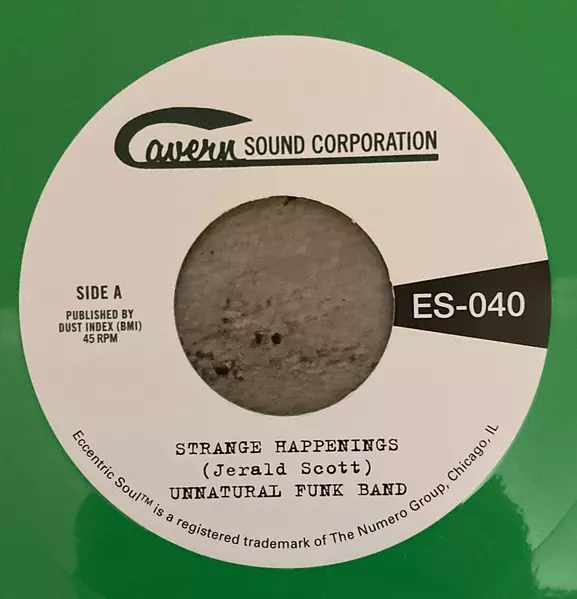 Cavern SOUND CORPORATION
SIDE A
PUBLISHED BY
DUST INDEX (BMI)
45 RPM
ES-040
STRANGE HAPPENINGS
(Jerald Scott)
UNNATURAL FUNK BAND
Eccentric Soul™ is a registered trademark of The Numero Group, Chicago, IL